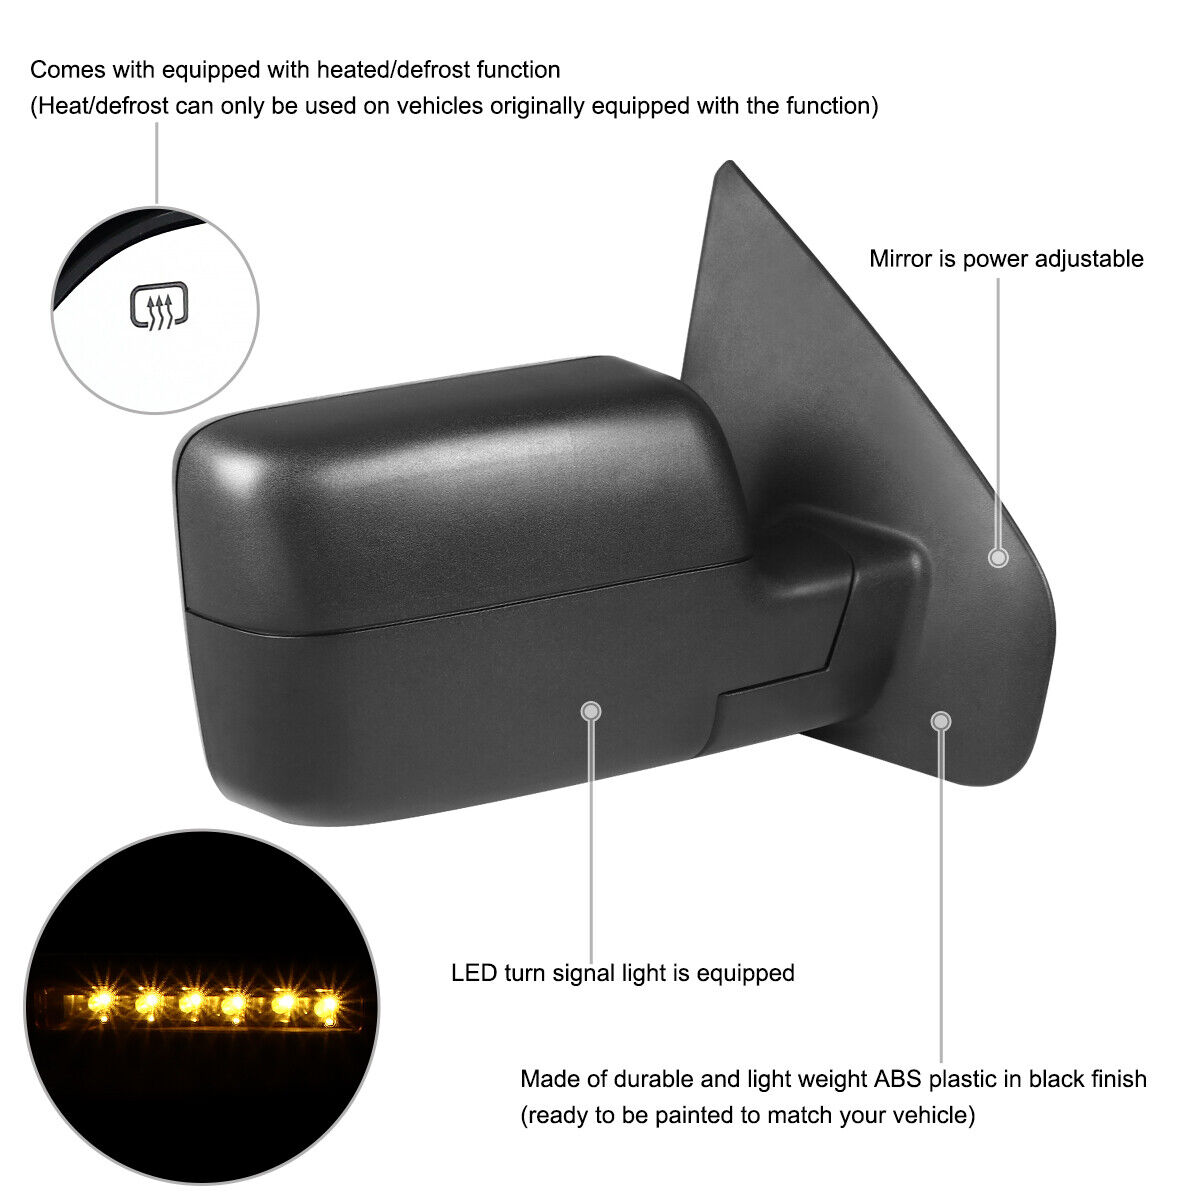 Comes with equipped with heated/defrost function
(Heat/defrost can only be used on vehicles originally equipped with the function)
Mirror is power adjustable
LED turn signal light is equipped
Made of durable and light weight ABS plastic in black finish
(ready to be painted to match your vehicle)